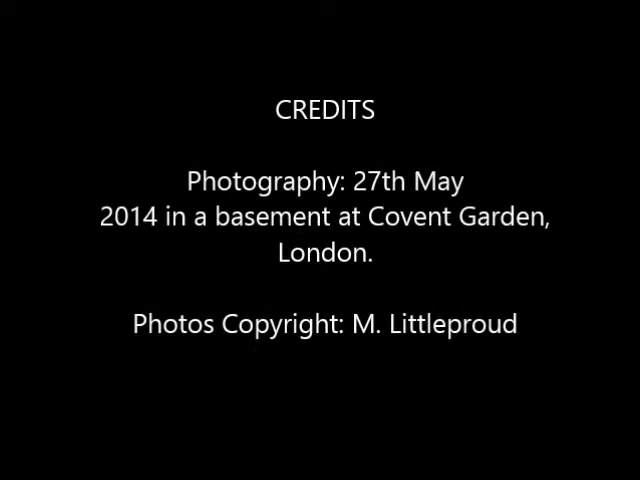 CREDITS
Photography: 27th May
2014 in a basement at Covent Garden,
London.
Photos Copyright: M. Littleproud